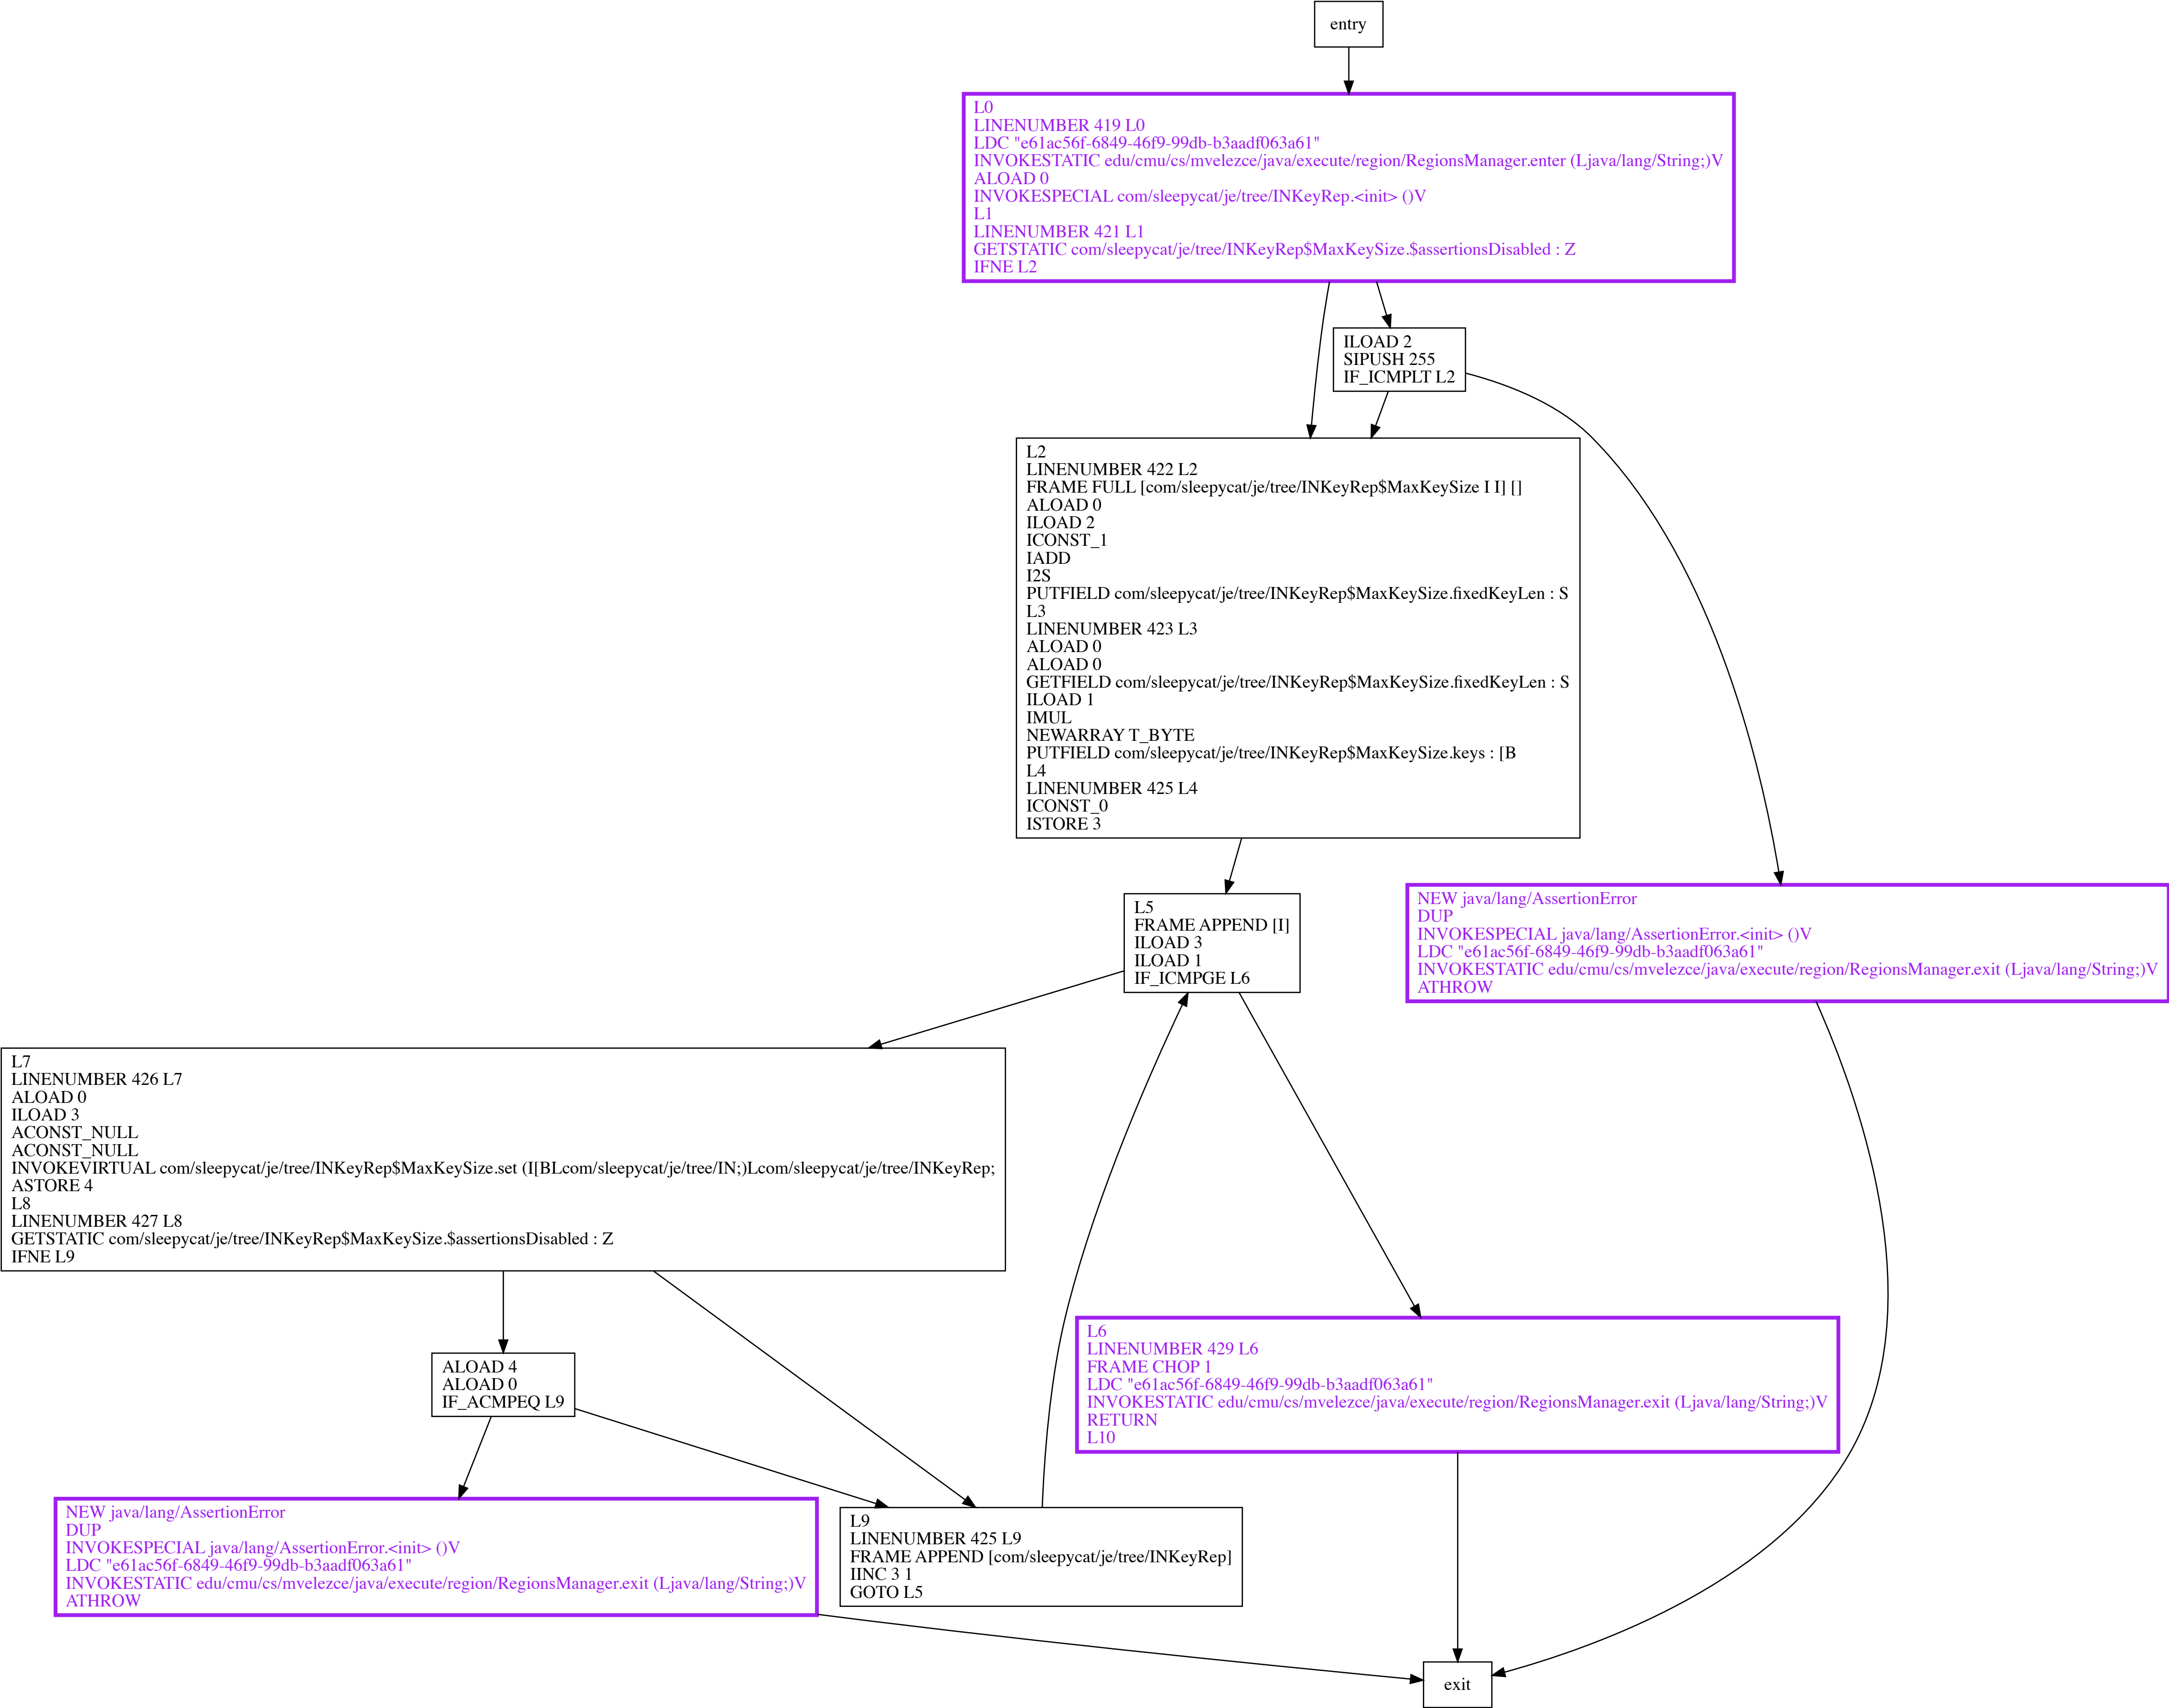 entry
L0
LINENUMBER 419 L0
LDC "e61ac56f-6849-46f9-99db-b3aadf063a61"
INVOKESTATIC edu/cmu/cs/mvelezce/java/execute/region/RegionsManager.enter (Ljava/lang/String;)V
ALOAD 0
INVOKESPECIAL com/sleepycat/je/tree/INKeyRep.<init> ()V
L1
LINENUMBER 421 L1
GETSTATIC com/sleepycat/je/tree/INKeyRep$MaxKeySize.$assertionsDisabled : Z
IFNE L2
ILOAD 2
SIPUSH 255
IF_ICMPLT L2
L2
LINENUMBER 422 L2
FRAME FULL [com/sleepycat/je/tree/INKeyRep$MaxKeySize I I] []
ALOAD 0
ILOAD 2
ICONST_1
IADD
I2S
PUTFIELD com/sleepycat/je/tree/INKeyRep$MaxKeySize.fixedKeyLen : S
L3
LINENUMBER 423 L3
ALOAD 0
ALOAD 0
GETFIELD com/sleepycat/je/tree/INKeyRep$MaxKeySize.fixedKeyLen : S
ILOAD 1
IMUL
NEWARRAY T_BYTE
PUTFIELD com/sleepycat/je/tree/INKeyRep$MaxKeySize.keys : [B
L4
LINENUMBER 425 L4
ICONST_0
ISTORE 3
L5
FRAME APPEND [I]
ILOAD 3
ILOAD 1
IF_ICMPGE L6
NEW java/lang/AssertionError
DUP
INVOKESPECIAL java/lang/AssertionError.<init> ()V
LDC "e61ac56f-6849-46f9-99db-b3aadf063a61"
INVOKESTATIC edu/cmu/cs/mvelezce/java/execute/region/RegionsManager.exit (Ljava/lang/String;)V
ATHROW
L7
LINENUMBER 426 L7
ALOAD 0
ILOAD 3
ACONST_NULL
ACONST_NULL
INVOKEVIRTUAL com/sleepycat/je/tree/INKeyRep$MaxKeySize.set (I[BLcom/sleepycat/je/tree/IN;)Lcom/sleepycat/je/tree/INKeyRep;
ASTORE 4
L8
LINENUMBER 427 L8
GETSTATIC com/sleepycat/je/tree/INKeyRep$MaxKeySize.$assertionsDisabled : Z
IFNE L9
ALOAD 4
ALOAD 0
IF_ACMPEQ L9
L6
LINENUMBER 429 L6
FRAME CHOP 1
LDC "e61ac56f-6849-46f9-99db-b3aadf063a61"
INVOKESTATIC edu/cmu/cs/mvelezce/java/execute/region/RegionsManager.exit (Ljava/lang/String;)V
RETURN
L10
NEW java/lang/AssertionError
DUP
INVOKESPECIAL java/lang/AssertionError.<init> ()V
LDC "e61ac56f-6849-46f9-99db-b3aadf063a61"
INVOKESTATIC edu/cmu/cs/mvelezce/java/execute/region/RegionsManager.exit (Ljava/lang/String;)V
ATHROW
L9
LINENUMBER 425 L9
FRAME APPEND [com/sleepycat/je/tree/INKeyRep]
IINC 3 1
GOTO L5
exit